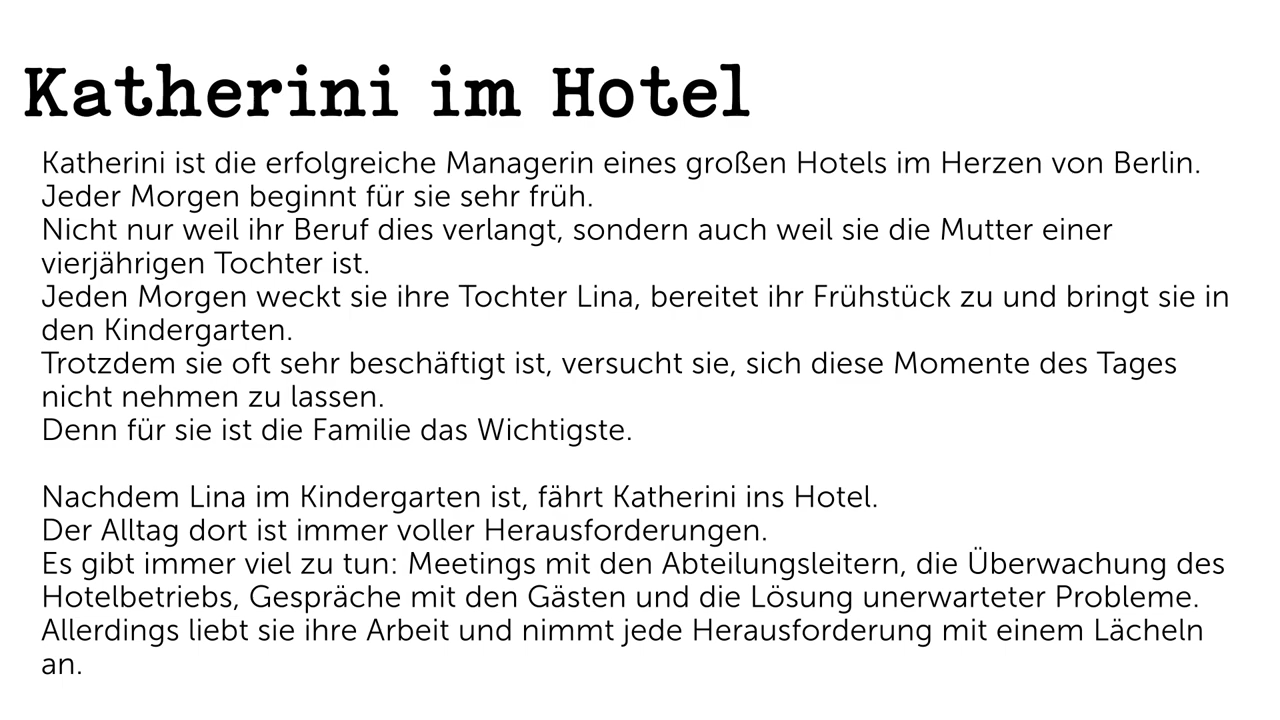 Katherini im Hotel
Katherini ist die erfolgreiche Managerin eines großen Hotels im Herzen von Berlin.
Jeder Morgen beginnt für sie sehr früh.
Nicht nur weil ihr Beruf dies verlangt, sondern auch weil sie die Mutter einer
vierjährigen Tochter ist.
Jeden Morgen weckt sie ihre Tochter Lina, bereitet ihr Frühstück zu und bringt sie in
den Kindergarten.
Trotzdem sie oft sehr beschäftigt ist, versucht sie, sich diese Momente des Tages
nicht nehmen zu lassen.
Denn für sie ist die Familie das Wichtigste.
Nachdem Lina im Kindergarten ist, fährt Katherini ins Hotel.
Der Alltag dort ist immer voller Herausforderungen.
Es gibt immer viel zu tun: Meetings mit den Abteilungsleitern, die Überwachung des
Hotelbetriebs, Gespräche mit den Gästen und die Lösung unerwarteter Probleme.
Allerdings liebt sie ihre Arbeit und nimmt jede Herausforderung mit einem Lächeln
an.